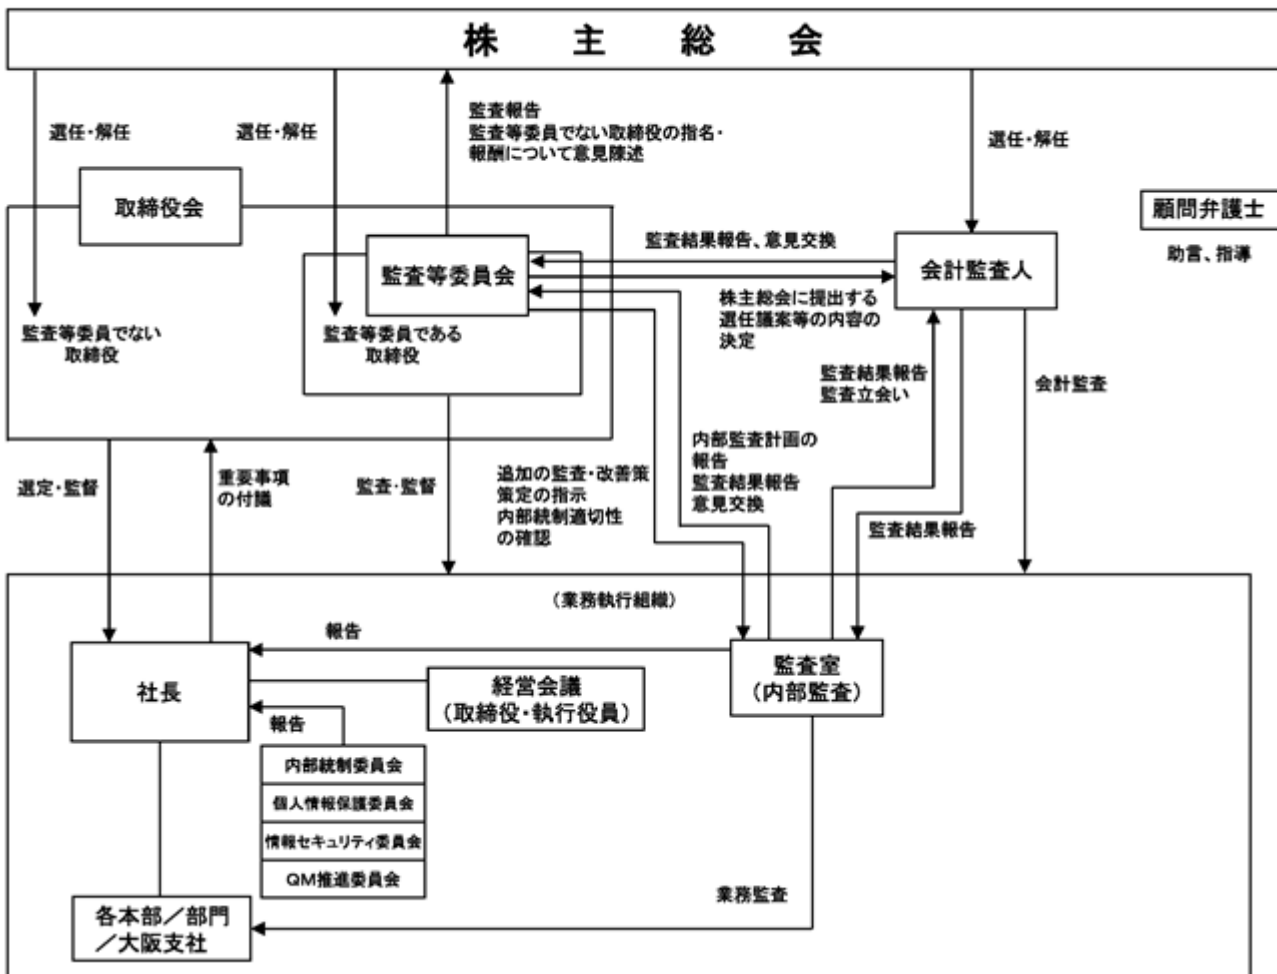 株主総会
選任・解任
選任・解任
監査報告
監査等委員でない取締役の指名・
報酬について意見陳述
選任・解任
取締役会
顧問弁護士
助言、指導
監査等委員会
監査結果報告、意見交換
会計監査人
株主総会に提出する
選任議案等の内容の
決定
監査等委員でない
取締役
監査等委員である
取締役
監査結果報告
監査立会い
会計監査
選定・監督
重要事項
の付議
監査・監督
追加の監査・改善策
策定の指示
内部統制適切性
の確認
内部監査計画の
報告
監査結果報告
意見交換
監査結果報告
(業務執行組織)
報告
社長
経営会議
(取締役・執行役員)
監査室
(内部監査)
報告
内部統制委員会
個人情報保護委員会
情報セキュリティ委員会
QM推進委員会
業務監査
各本部/部門
/大阪支社